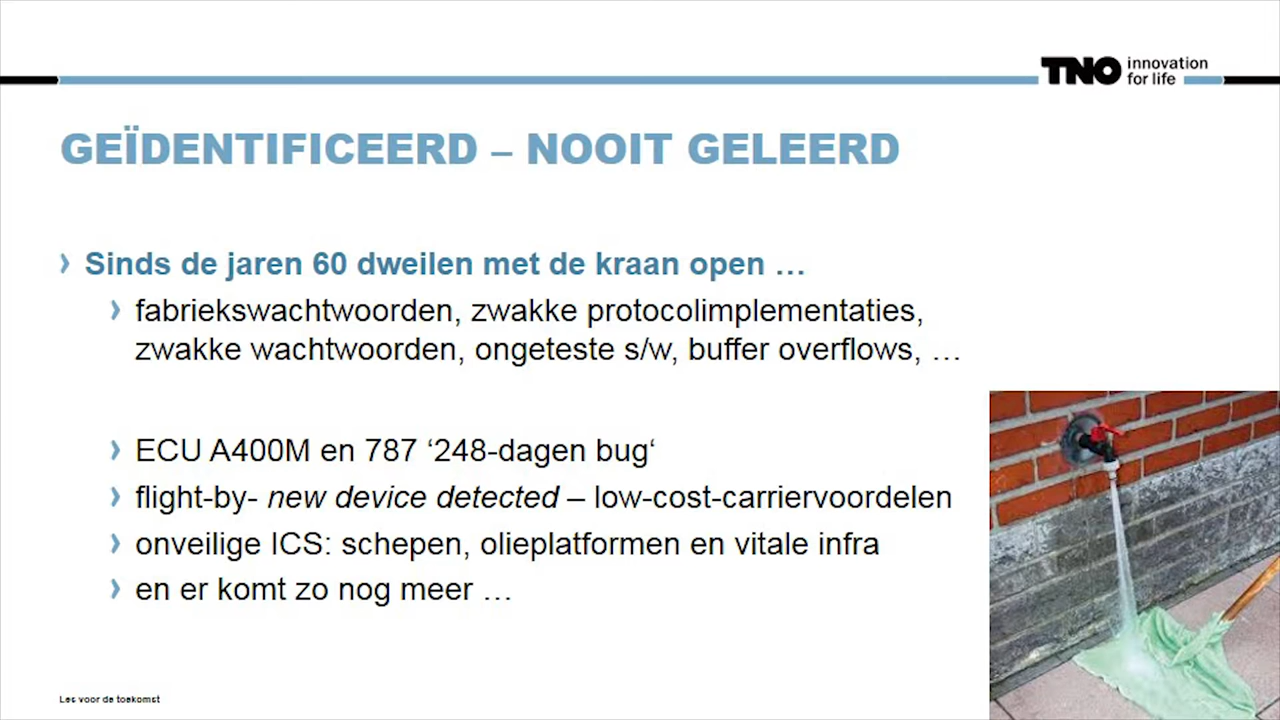 TNO innovation
for life
GEÏDENTIFICEERD – NOOIT GELEERD
Sinds de jaren 60 dweilen met de kraan open …
fabriekswachtwoorden, zwakke protocolimplementaties,
zwakke wachtwoorden, ongeteste s/w, buffer overflows, …
ECU A400M en 787 ‘248-dagen bug‘
flight-by- new device detected – low-cost-carriervoordelen
onveilige ICS: schepen, olieplatformen en vitale infra
en er komt zo nog meer …
Les voor de toekomst